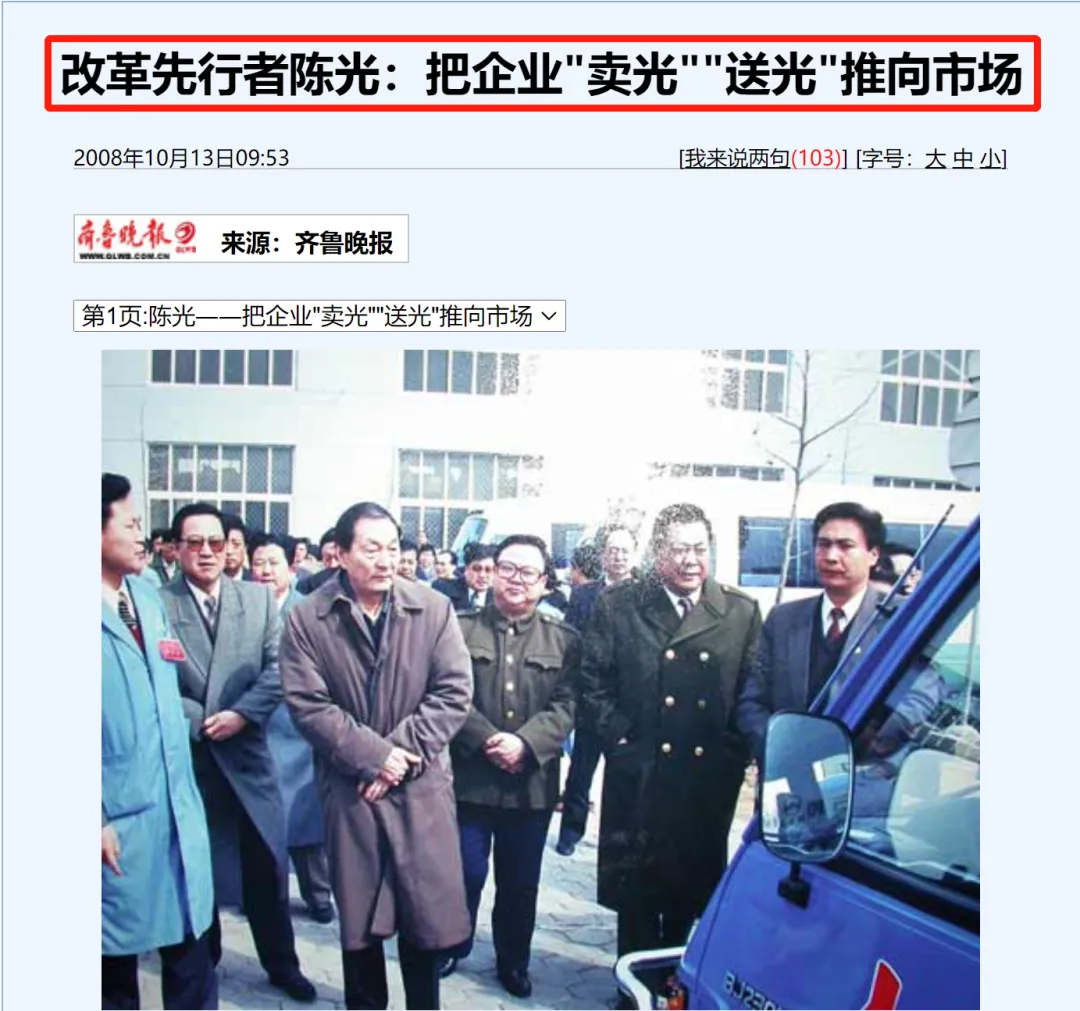 改革先行者陈光：把企业"卖光""送光"推向市场
2008年10月13日09:53
[我来说两句(103)] [字号：大 中 小]
齐鲁晚报 QLWB
WWW.QLWB.COM.CN
来源：齐鲁晚报
第1页:陈光——把企业"卖光""送光"推向市场